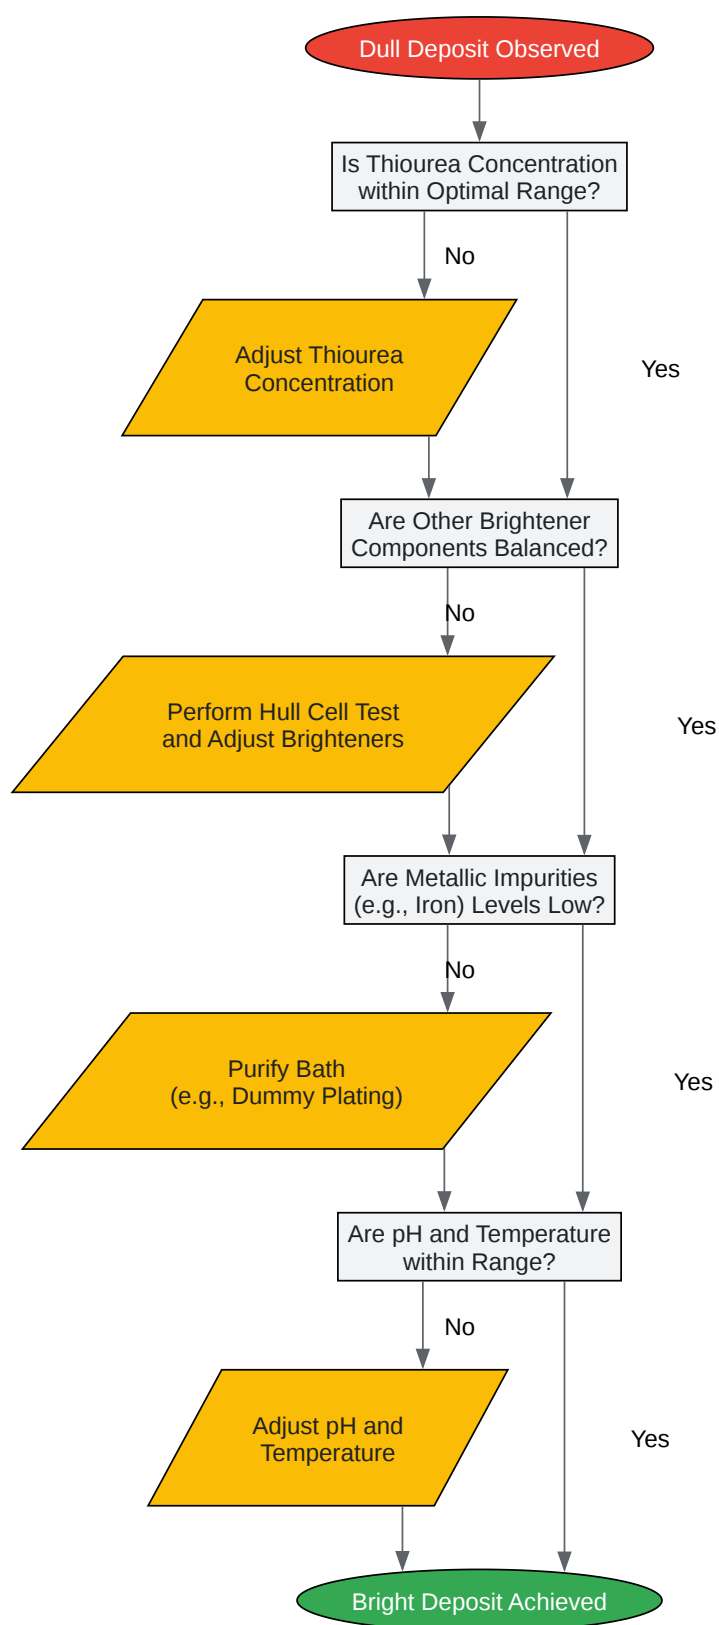 Dull Deposit Observed
Is Thiourea Concentration
within Optimal Range?
No
Adjust Thiourea
Concentration
Yes
Are Other Brightener
Components Balanced?
No
Perform Hull Cell Test
and Adjust Brighteners
Yes
Are Metallic Impurities
(e.g., Iron) Levels Low?
No
Purify Bath
(e.g., Dummy Plating)
Yes
Are pH and Temperature
within Range?
No
Adjust pH and
Temperature
Yes
Bright Deposit Achieved